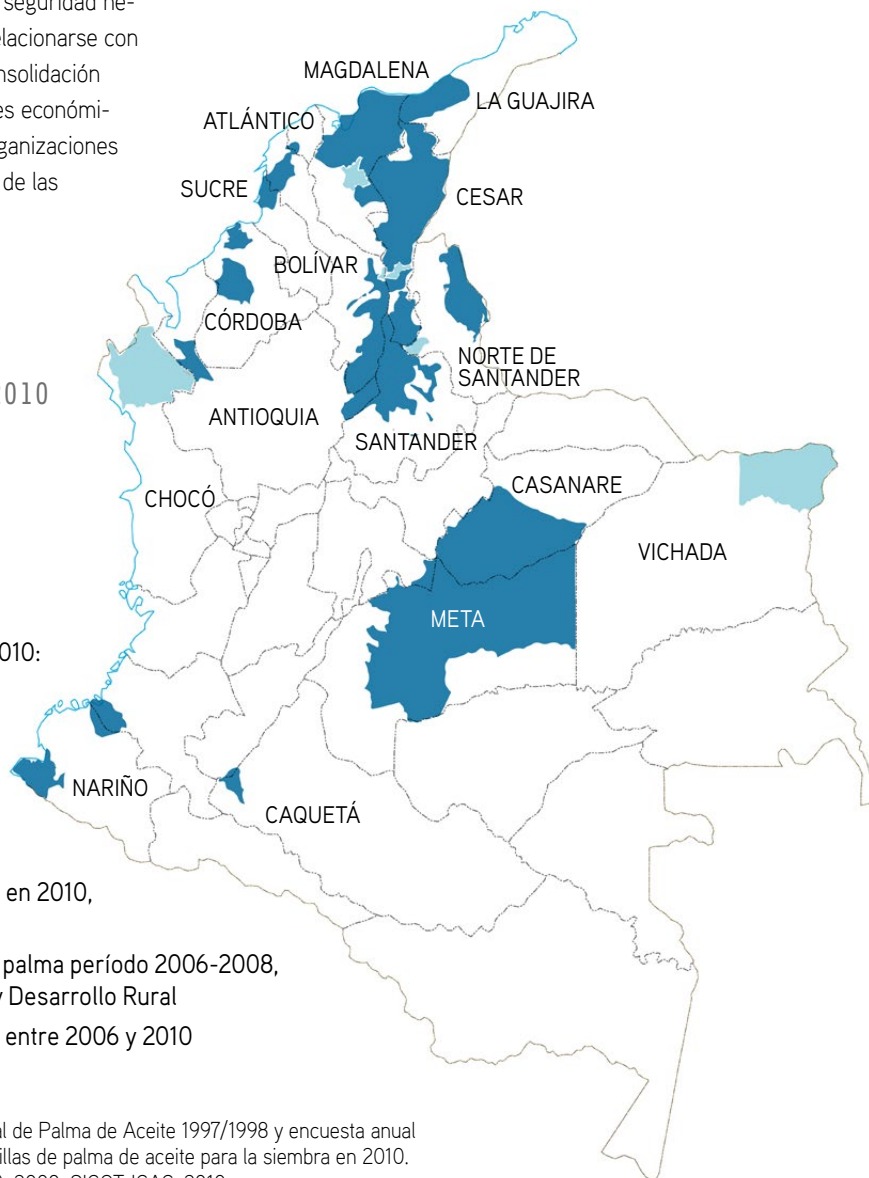 seguridad ne-
elacionarse con
nsolidación
es económi-
rganizaciones
de las
MAGDALENA
LA GUAJIRA
ATLÁNTICO
SUCRE
CESAR
BOLÍVAR
CÓRDOBA
NORTE DE
SANTANDER
2010
ANTIOQUIA
SANTANDER
CASANARE
CHOCÓ
VICHADA
META
010:
NARIÑO
CAQUETÁ
en 2010,
palma período 2006-2008,
y Desarrollo Rural
entre 2006 y 2010
al de Palma de Aceite 1997/1998 y encuesta anual
illas de palma de aceite para la siembra en 2010.